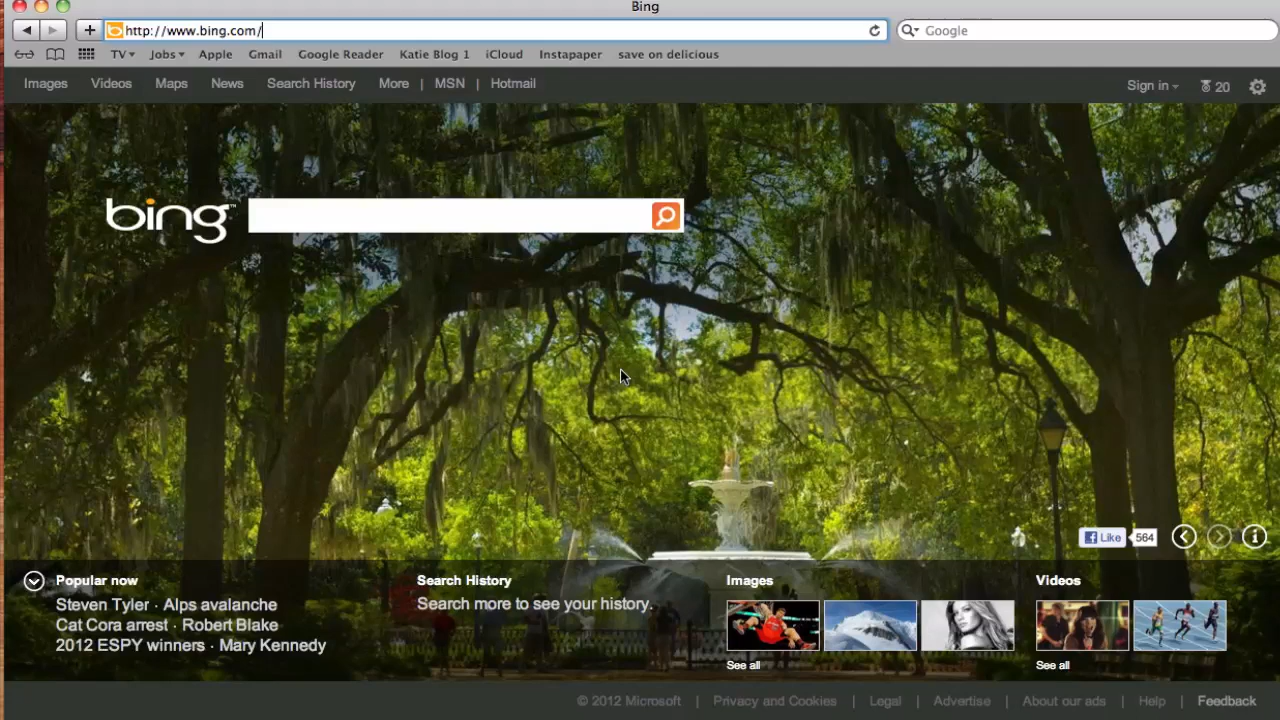 Bing
http://www.bing.com/
Google
TV Jobs Apple Gmail Google Reader Katie Blog 1 iCloud Instapaper save on delicious
Images Videos Maps News Search History More | MSN | Hotmail
Sign in 20
bing™
Like 564
Popular now
Steven Tyler · Alps avalanche
Cat Cora arrest · Robert Blake
2012 ESPY winners · Mary Kennedy
Search History
Search more to see your history.
Images
See all
Videos
See all
© 2012 Microsoft | Privacy and Cookies | Legal | Advertise | About our ads | Help | Feedback